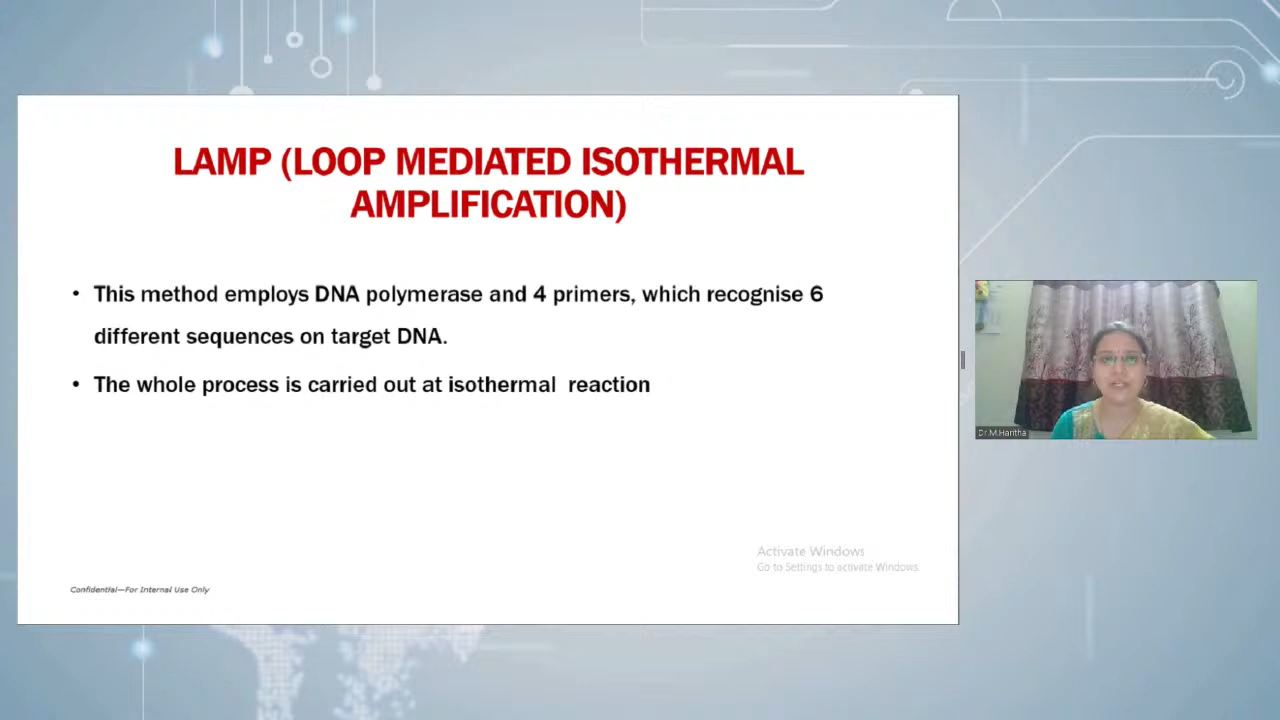 LAMP (LOOP MEDIATED ISOTHERMAL
AMPLIFICATION)
• This method employs DNA polymerase and 4 primers, which recognise 6
different sequences on target DNA.
• The whole process is carried out at isothermal  reaction
Activate Windows
Go to Settings to activate Windows.
Confidential—For Internal Use Only
Dr.M.Haritha